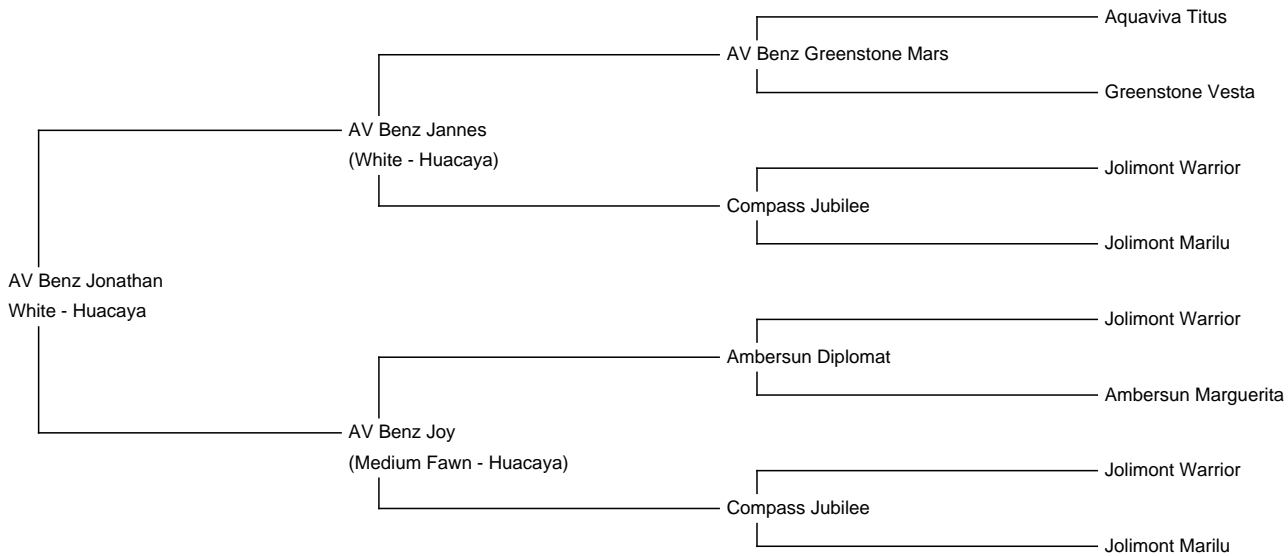 Aquaviva Titus
AV Benz Greenstone Mars
Greenstone Vesta
AV Benz Jannes
(White - Huacaya)
Jolimont Warrior
Compass Jubilee
Jolimont Marilu
AV Benz Jonathan
White - Huacaya
Jolimont Warrior
Ambersun Diplomat
Ambersun Marguerita
AV Benz Joy
(Medium Fawn - Huacaya)
Jolimont Warrior
Compass Jubilee
Jolimont Marilu